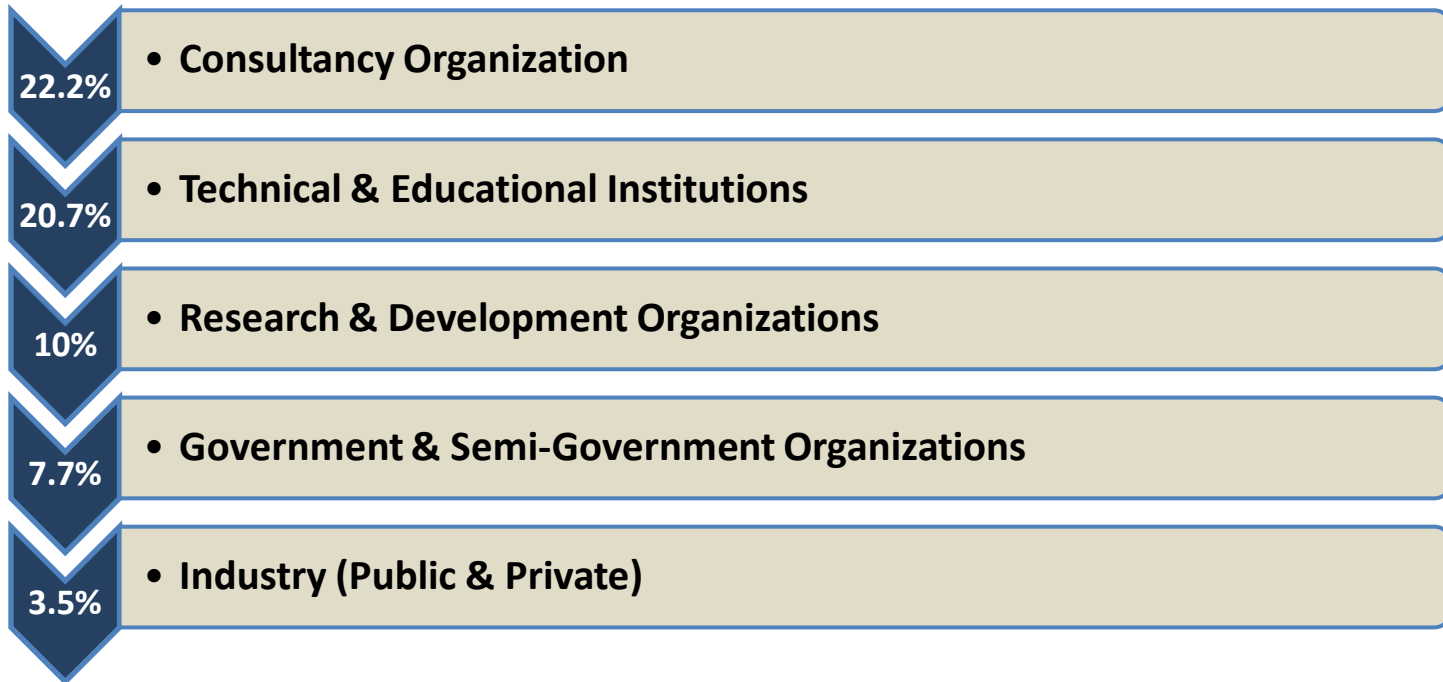 22.2%
• Consultancy Organization
20.7%
• Technical & Educational Institutions
10%
• Research & Development Organizations
7.7%
• Government & Semi-Government Organizations
3.5%
• Industry (Public & Private)